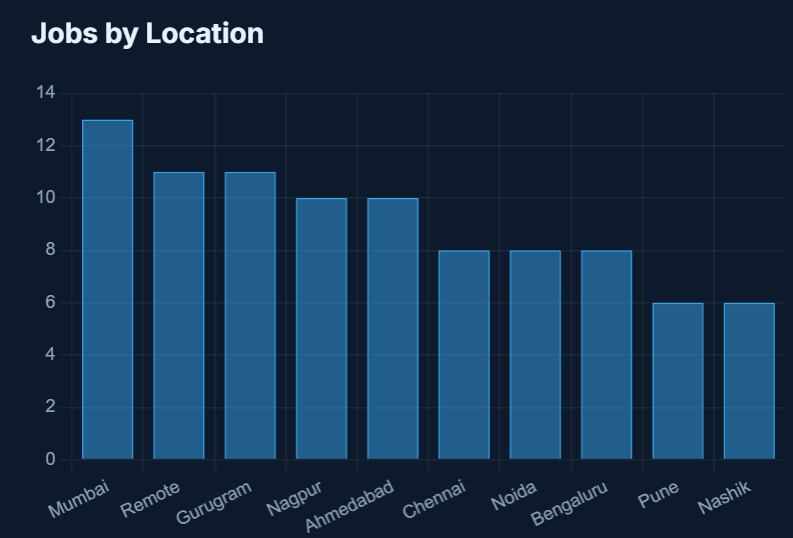 Jobs by Location
14
12
10
8
6
4
2
0
Mumbai
Remote
Gurugram
Nagpur
Ahmedabad
Chennai
Noida
Bengaluru
Pune
Nashik